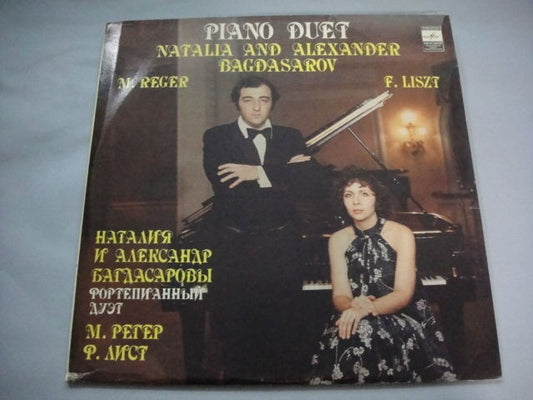 PIANO DUET
NATALIA AND ALEXANDER
BAGDASAROV
M. REGER
F. LISZT
НАТАЛИЯ
И АЛЕКСАНДР
БАГДАСАРОВЫ
ФОРТЕПИАННЫЙ
ДУЭТ
М. РЕГЕР
Ф. ЛИСТ